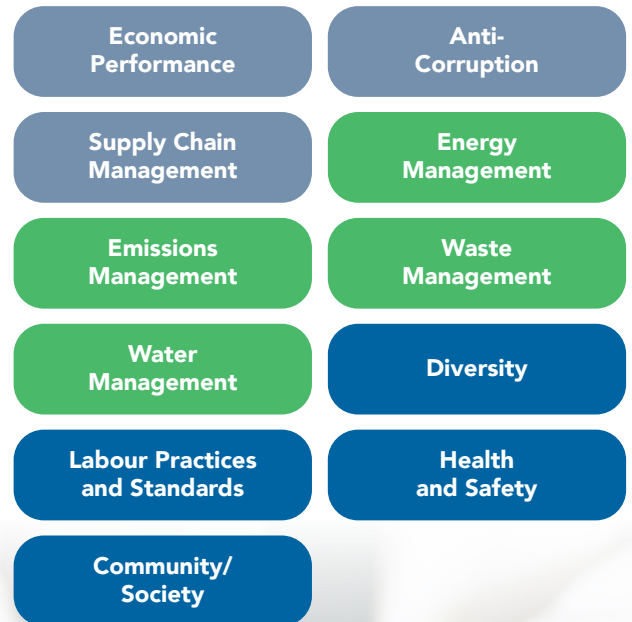 Economic
Performance
Anti-
Corruption
Supply Chain
Management
Energy
Management
Emissions
Management
Waste
Management
Water
Management
Diversity
Labour Practices
and Standards
Health
and Safety
Community/
Society